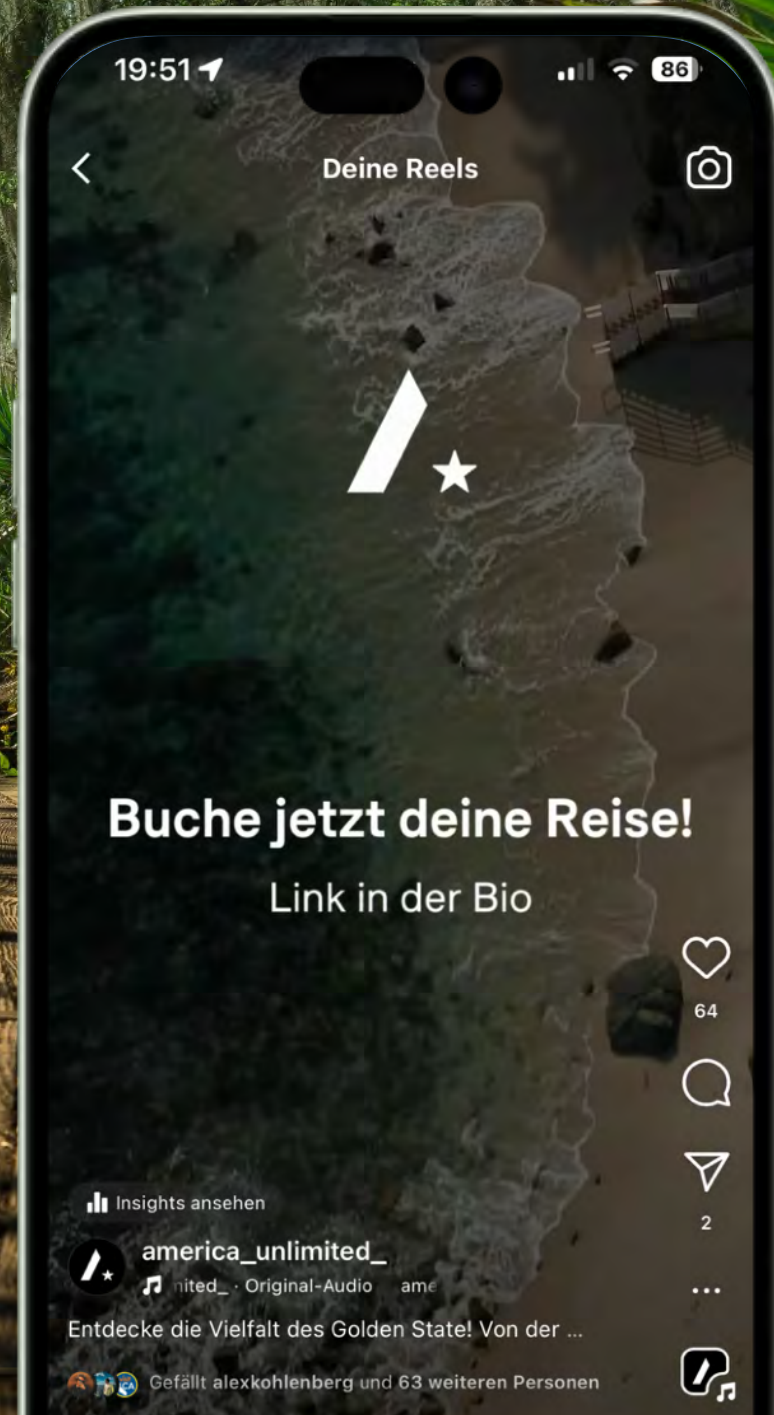 19:51
86
Deine Reels
Buche jetzt deine Reise!
Link in der Bio
64
2
Insights ansehen
america_unlimited_
nited_ · Original-Audio ame
Entdecke die Vielfalt des Golden State! Von der ...
Gefällt alexkohlenberg und 63 weiteren Personen